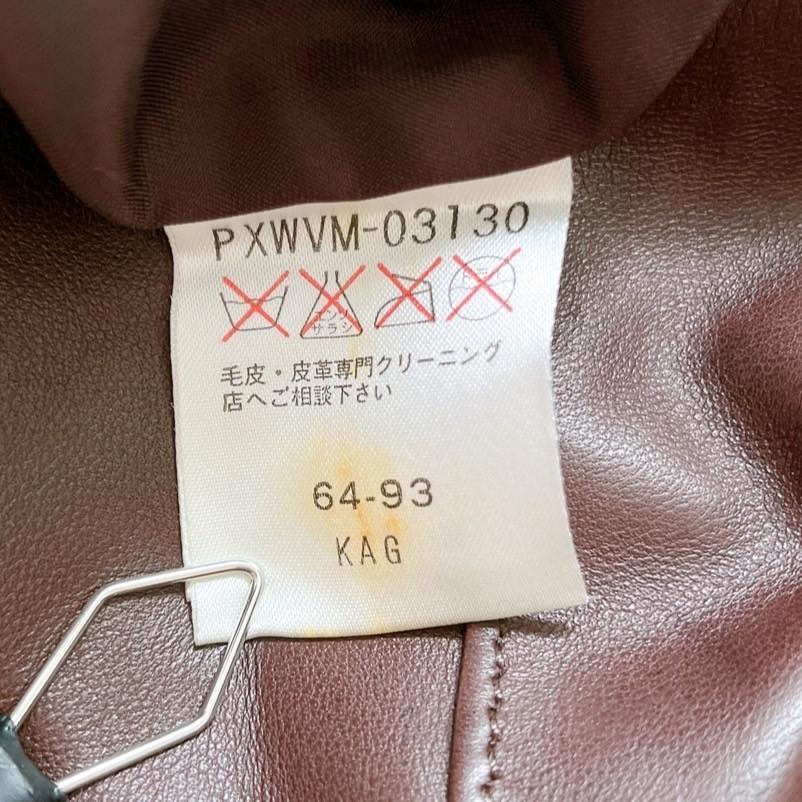 PXWVM-03130
エンソ
サラシ
毛皮・皮革専門クリーニング
店へご相談下さい
64-93
KAG